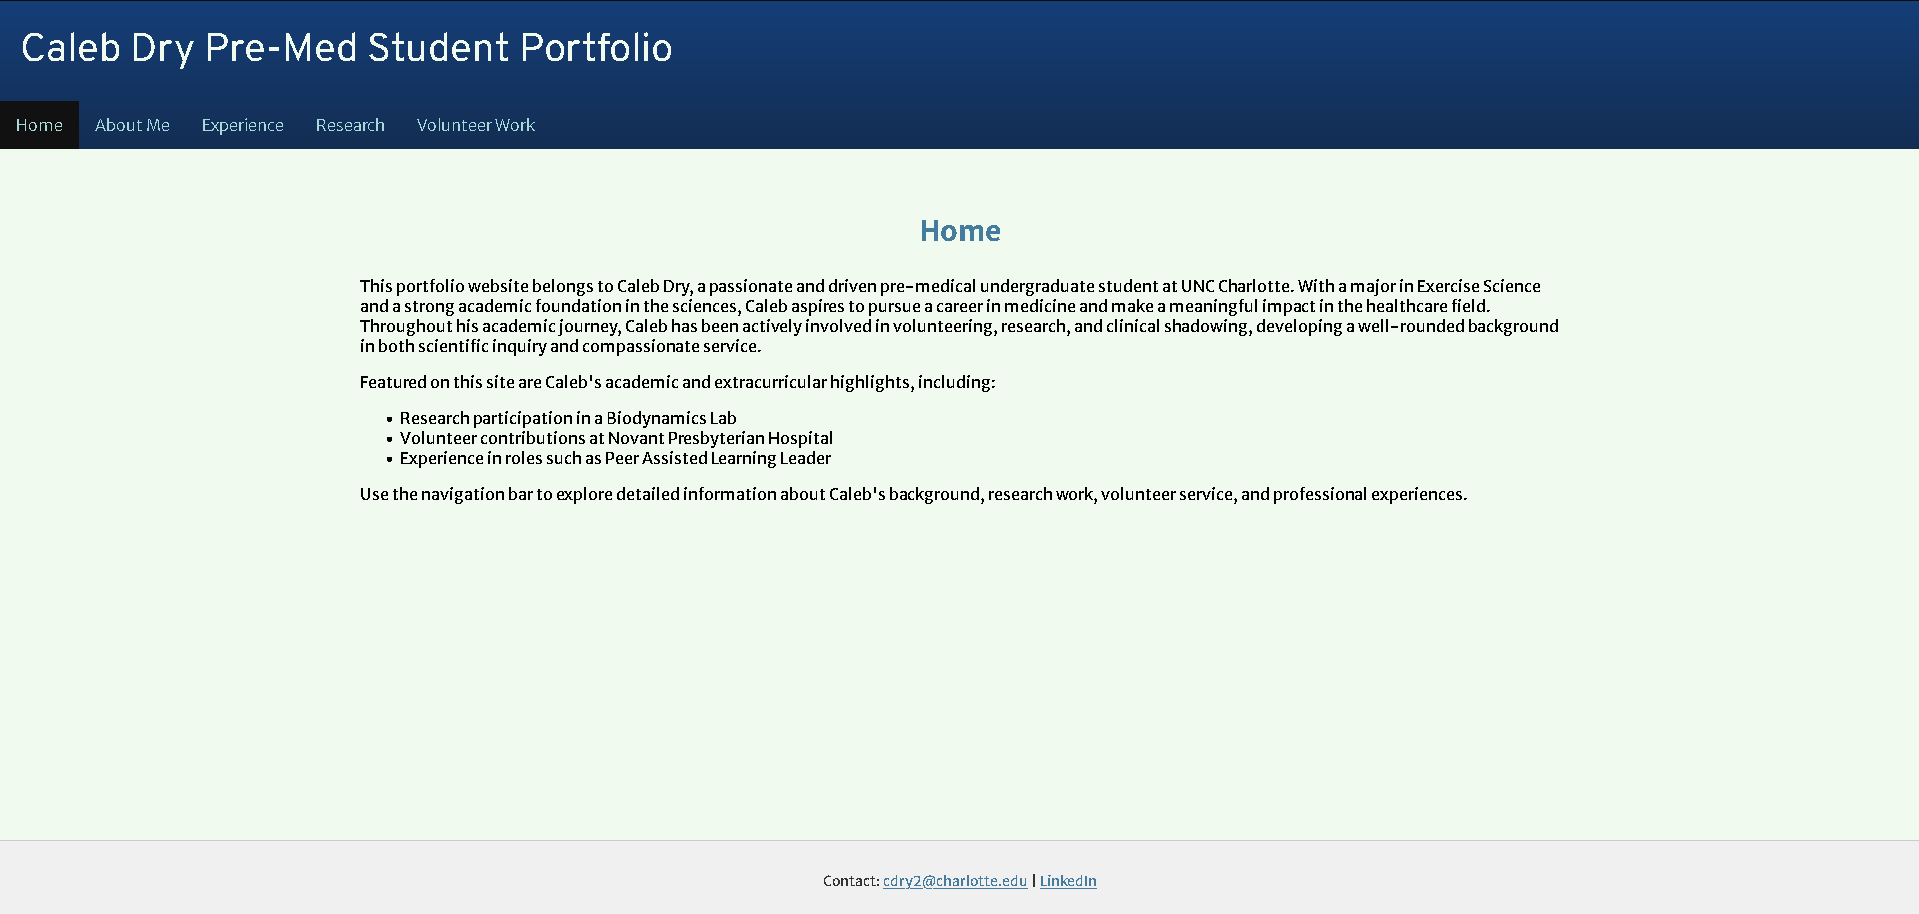 Caleb Dry Pre-Med Student Portfolio
Home About Me Experience Research Volunteer Work
Home
This portfolio website belongs to Caleb Dry, a passionate and driven pre-medical undergraduate student at UNC Charlotte. With a major in Exercise Science
and a strong academic foundation in the sciences, Caleb aspires to pursue a career in medicine and make a meaningful impact in the healthcare field.
Throughout his academic journey, Caleb has been actively involved in volunteering, research, and clinical shadowing, developing a well-rounded background
in both scientific inquiry and compassionate service.
Featured on this site are Caleb's academic and extracurricular highlights, including:
• Research participation in a Biodynamics Lab
• Volunteer contributions at Novant Presbyterian Hospital
• Experience in roles such as Peer Assisted Learning Leader
Use the navigation bar to explore detailed information about Caleb's background, research work, volunteer service, and professional experiences.
Contact: cdry2@charlotte.edu | LinkedIn